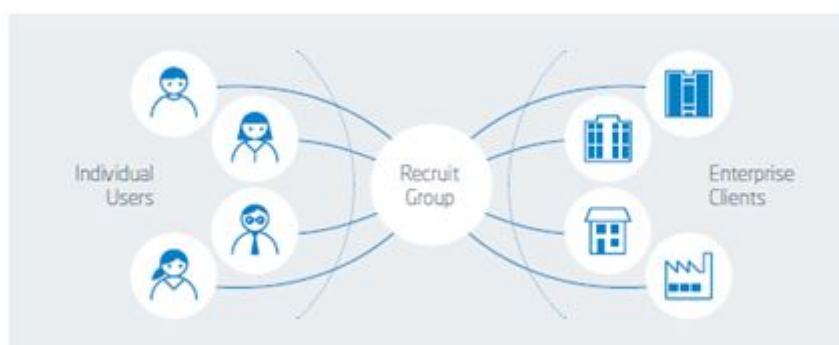 Individual
Users
Recruit
Group
Enterprise
Clients